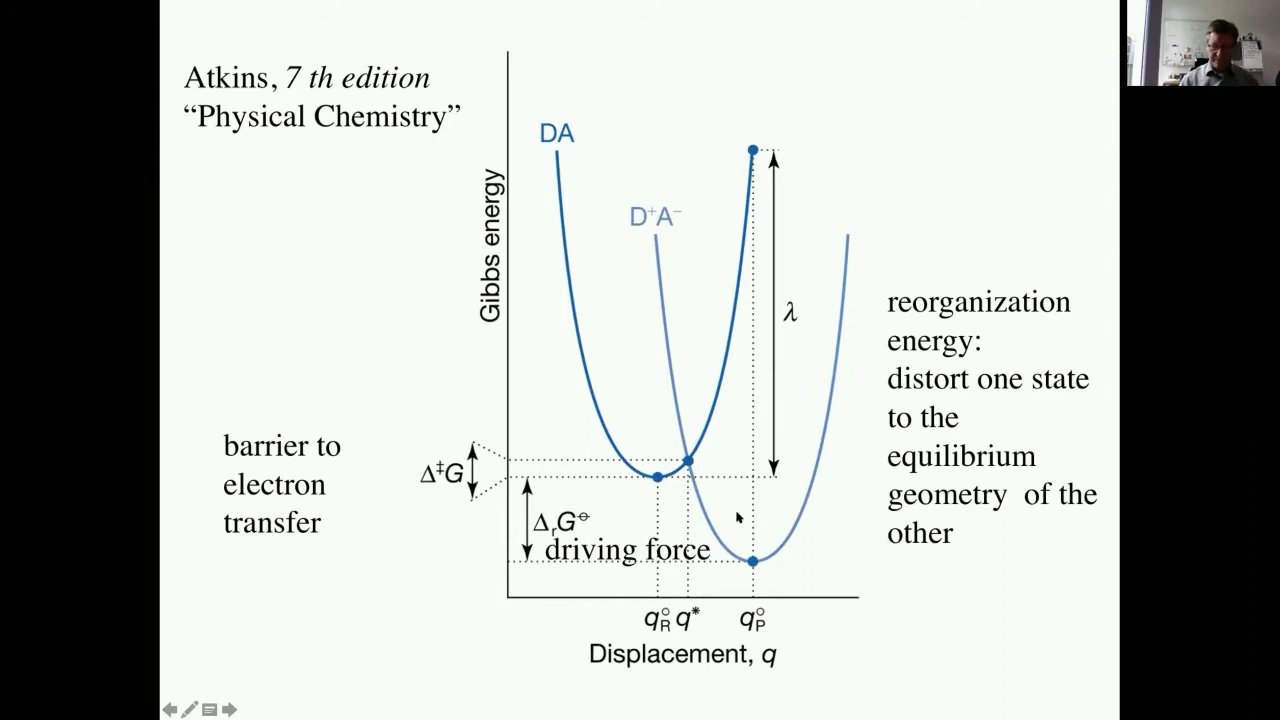 Atkins, 7 th edition
“Physical Chemistry”
DA
D⁺A⁻
Gibbs energy
λ
reorganization
energy:
distort one state
to the
equilibrium
geometry of the
other
barrier to
electron
transfer
Δ‡G
ΔᵣG⦵
driving force
q°R q* q°P
Displacement, q